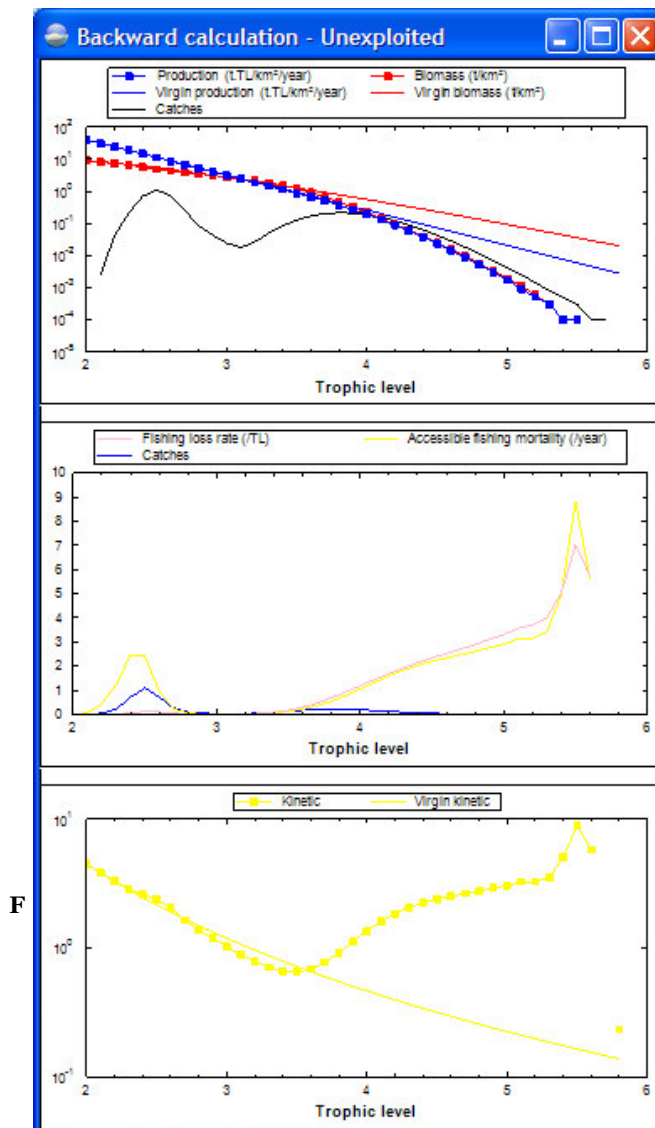 Backward calculation - Unexploited
Production (t.TL/km²/year) Biomass (t/km²)
Virgin production (t.TL/km²/year) Virgin biomass (t/km²)
Catches
10²
10¹
10⁰
10⁻¹
10⁻²
10⁻³
10⁻⁴
10⁻⁵
2 3 4 5 6
Trophic level
Fishing loss rate (/TL) Accessible fishing mortality (/year)
Catches
10
9
8
7
6
5
4
3
2
1
0
2 3 4 5 6
Trophic level
Kinetic Virgin kinetic
10¹
F
10⁰
10⁻¹
2 3 4 5 6
Trophic level